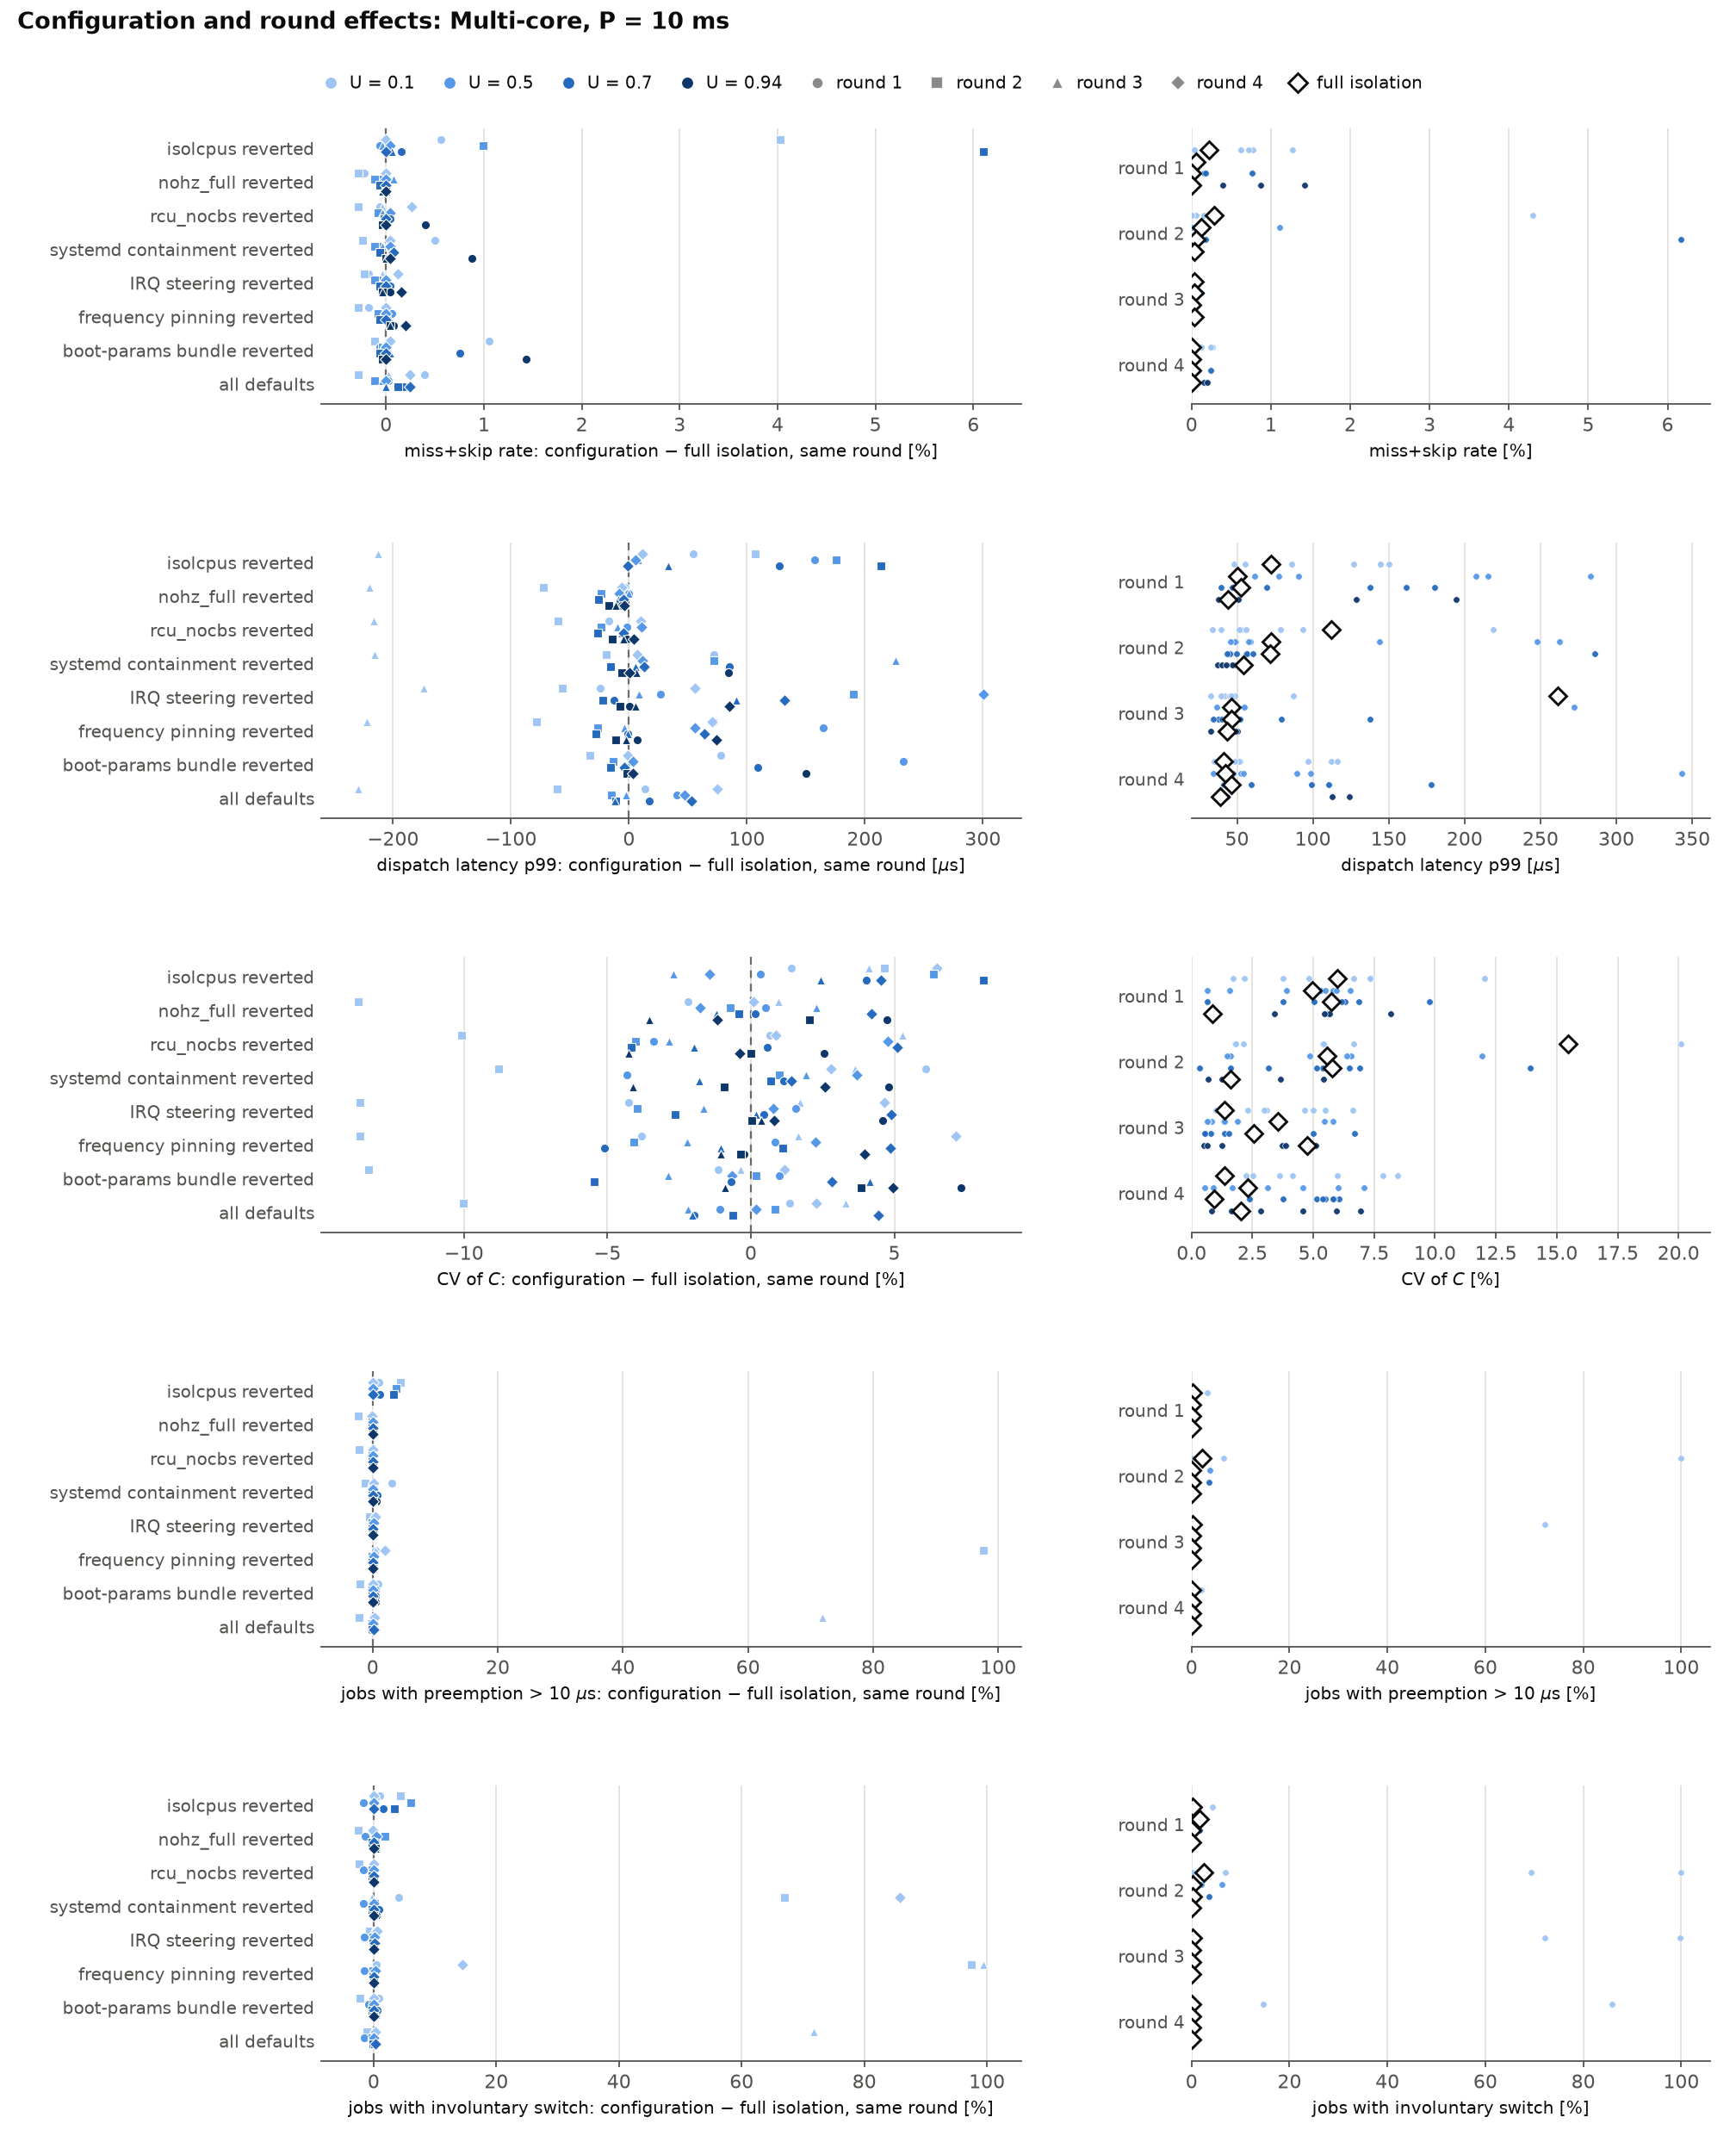 Configuration and round effects: Multi-core, P = 10 ms
U = 0.1 U = 0.5 U = 0.7 U = 0.94 round 1 round 2 round 3 round 4 full isolation
isolcpus reverted
nohz_full reverted
rcu_nocbs reverted
systemd containment reverted
IRQ steering reverted
frequency pinning reverted
boot-params bundle reverted
all defaults
0 1 2 3 4 5 6
miss+skip rate: configuration − full isolation, same round [%]
round 1
round 2
round 3
round 4
0 1 2 3 4 5 6
miss+skip rate [%]
isolcpus reverted
nohz_full reverted
rcu_nocbs reverted
systemd containment reverted
IRQ steering reverted
frequency pinning reverted
boot-params bundle reverted
all defaults
−200 −100 0 100 200 300
dispatch latency p99: configuration − full isolation, same round [μs]
round 1
round 2
round 3
round 4
50 100 150 200 250 300 350
dispatch latency p99 [μs]
isolcpus reverted
nohz_full reverted
rcu_nocbs reverted
systemd containment reverted
IRQ steering reverted
frequency pinning reverted
boot-params bundle reverted
all defaults
−10 −5 0 5
CV of C: configuration − full isolation, same round [%]
round 1
round 2
round 3
round 4
0.0 2.5 5.0 7.5 10.0 12.5 15.0 17.5 20.0
CV of C [%]
isolcpus reverted
nohz_full reverted
rcu_nocbs reverted
systemd containment reverted
IRQ steering reverted
frequency pinning reverted
boot-params bundle reverted
all defaults
0 20 40 60 80 100
jobs with preemption > 10 μs: configuration − full isolation, same round [%]
round 1
round 2
round 3
round 4
0 20 40 60 80 100
jobs with preemption > 10 μs [%]
isolcpus reverted
nohz_full reverted
rcu_nocbs reverted
systemd containment reverted
IRQ steering reverted
frequency pinning reverted
boot-params bundle reverted
all defaults
0 20 40 60 80 100
jobs with involuntary switch: configuration − full isolation, same round [%]
round 1
round 2
round 3
round 4
0 20 40 60 80 100
jobs with involuntary switch [%]